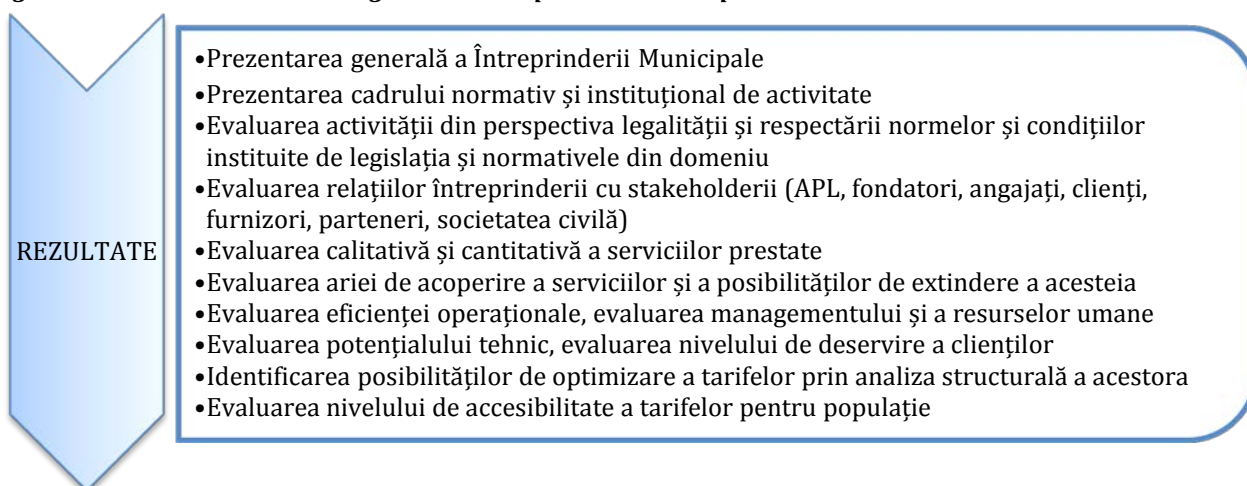 •Prezentarea generală a Întreprinderii Municipale
•Prezentarea cadrului normativ și instituțional de activitate
•Evaluarea activității din perspectiva legalității și respectării normelor și condițiilor
instituite de legislația și normativele din domeniu
•Evaluarea relațiilor întreprinderii cu stakeholderii (APL, fondatori, angajați, clienți,
furnizori, parteneri, societatea civilă)
REZULTATE
•Evaluarea calitativă și cantitativă a serviciilor prestate
•Evaluarea ariei de acoperire a serviciilor și a posibilităților de extindere a acesteia
•Evaluarea eficienței operaționale, evaluarea managementului și a resurselor umane
•Evaluarea potențialului tehnic, evaluarea nivelului de deservire a clienților
•Identificarea posibilităților de optimizare a tarifelor prin analiza structurală a acestora
•Evaluarea nivelului de accesibilitate a tarifelor pentru populație